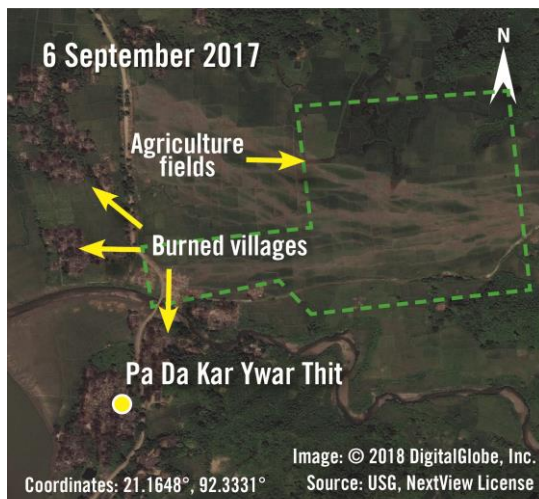 6 September 2017
N
Agriculture
fields
Burned villages
Pa Da Kar Ywar Thit
Image: © 2018 DigitalGlobe, Inc.
Coordinates: 21.1648°, 92.3331°
Source: USG, NextView License